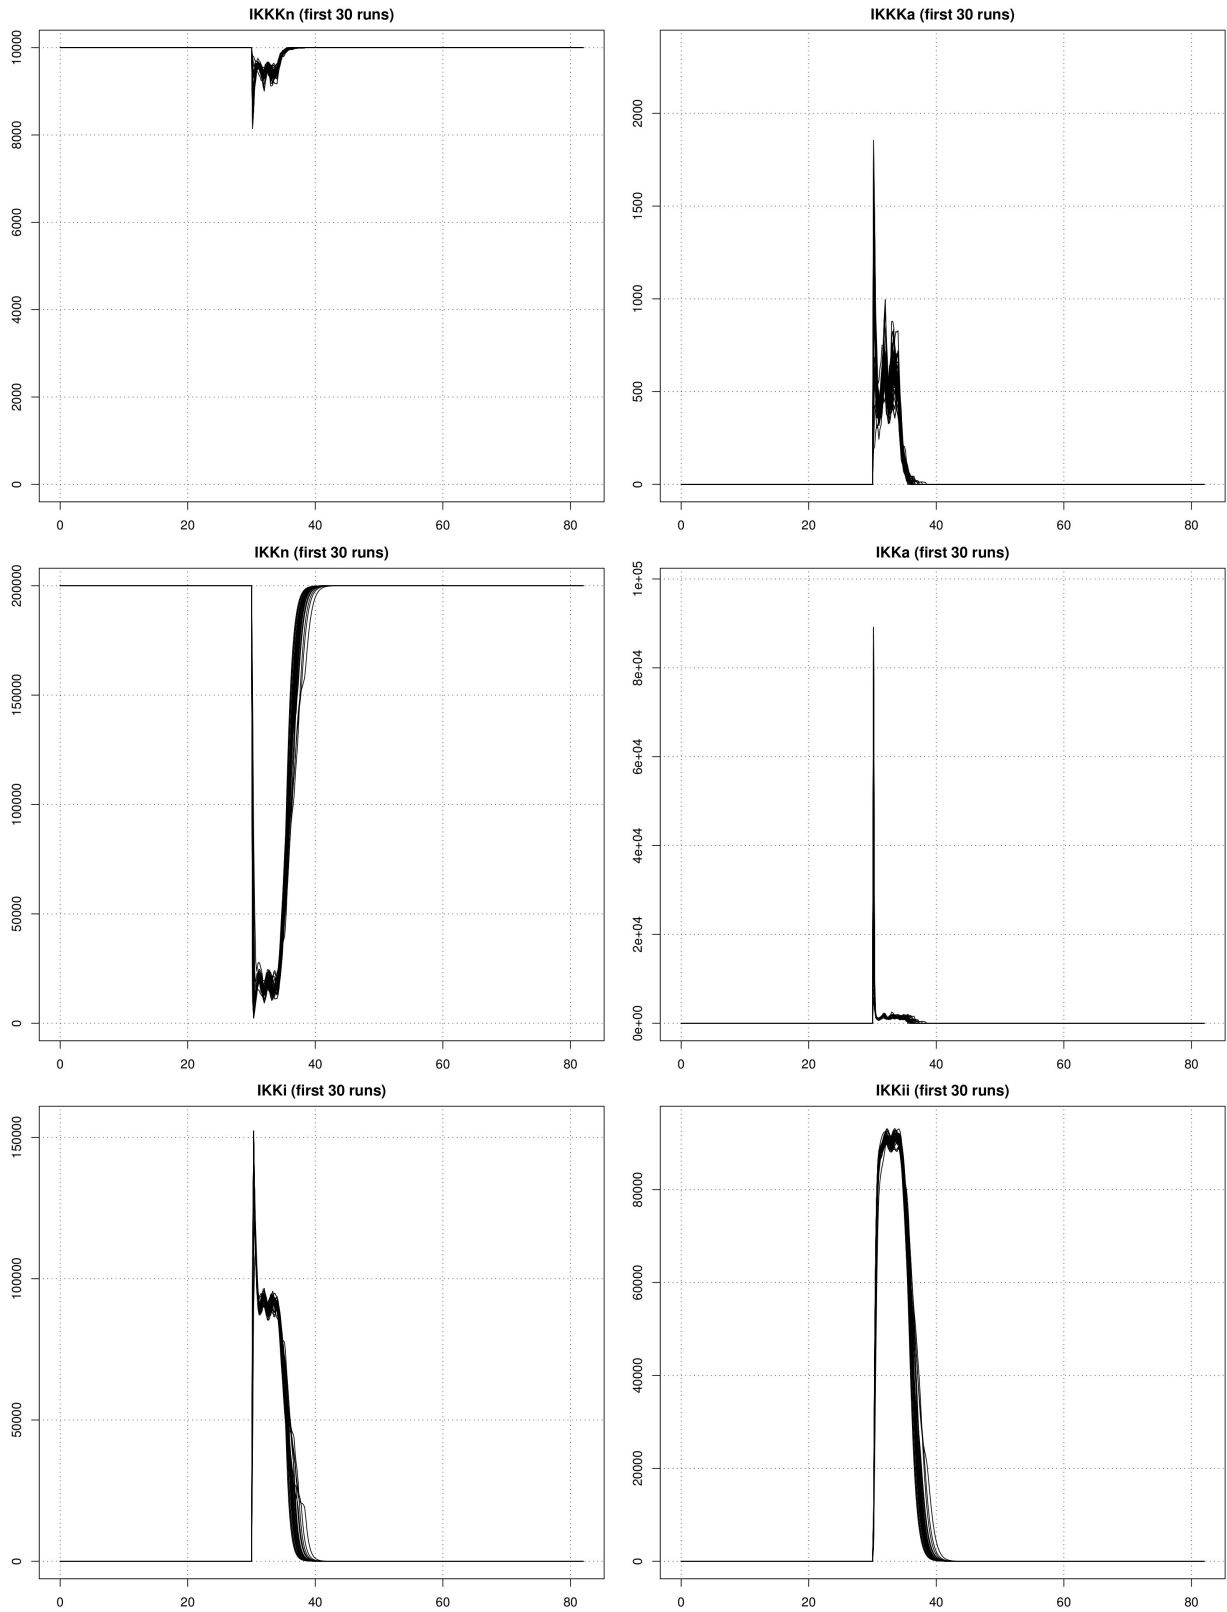 IKKKn (first 30 runs)
10000
8000
6000
4000
2000
0
0 20 40 60 80
IKKKa (first 30 runs)
2000
1500
1000
500
0
0 20 40 60 80
IKKn (first 30 runs)
200000
150000
100000
50000
0
0 20 40 60 80
IKKa (first 30 runs)
1e+05
8e+04
6e+04
4e+04
2e+04
0e+00
0 20 40 60 80
IKKi (first 30 runs)
150000
100000
50000
0
0 20 40 60 80
IKKii (first 30 runs)
80000
60000
40000
20000
0
0 20 40 60 80